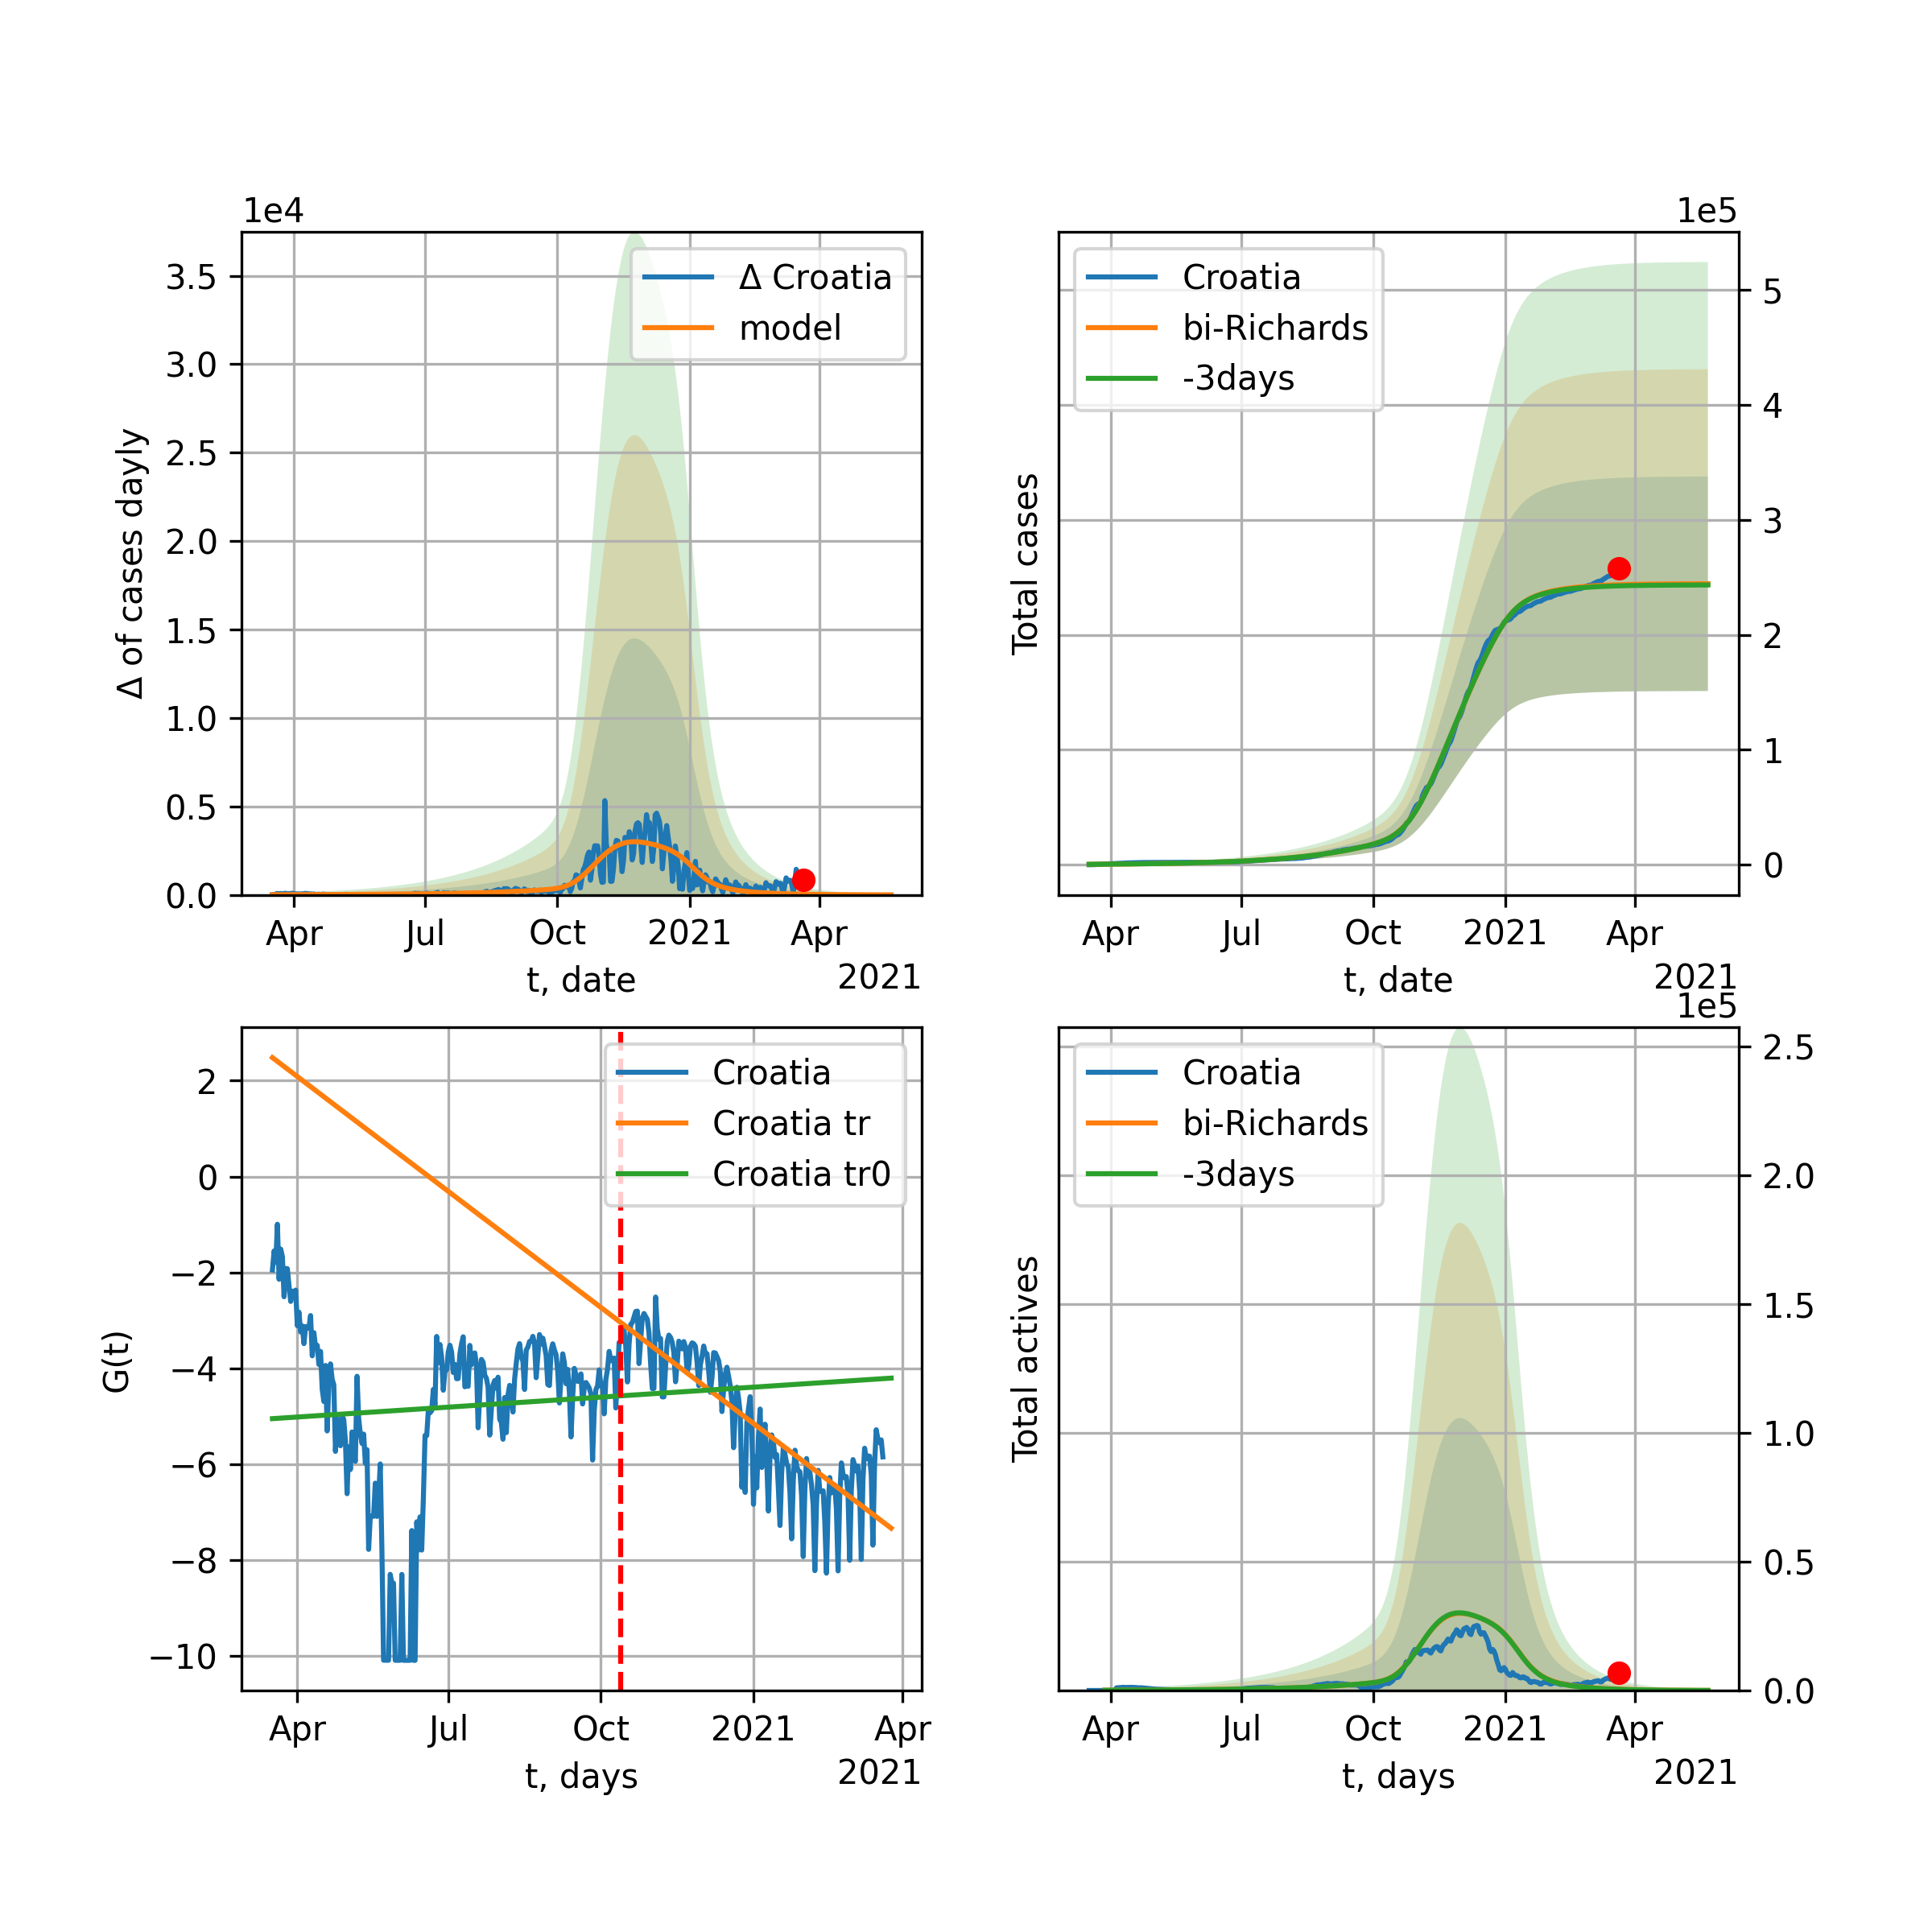 1e4
Δ of cases dayly
3.5
3.0
2.5
2.0
1.5
1.0
0.5
0.0
Δ Croatia
model
Apr
Jul
Oct
2021
Apr
t, date
2021
1e5
Total cases
Croatia
bi-Richards
-3days
5
4
3
2
1
0
Apr
Jul
Oct
2021
Apr
t, date
2021
G(t)
2
0
−2
−4
−6
−8
−10
Croatia
Croatia tr
Croatia tr0
Apr
Jul
Oct
2021
Apr
t, days
2021
1e5
Total actives
Croatia
bi-Richards
-3days
2.5
2.0
1.5
1.0
0.5
0.0
Apr
Jul
Oct
2021
Apr
t, days
2021